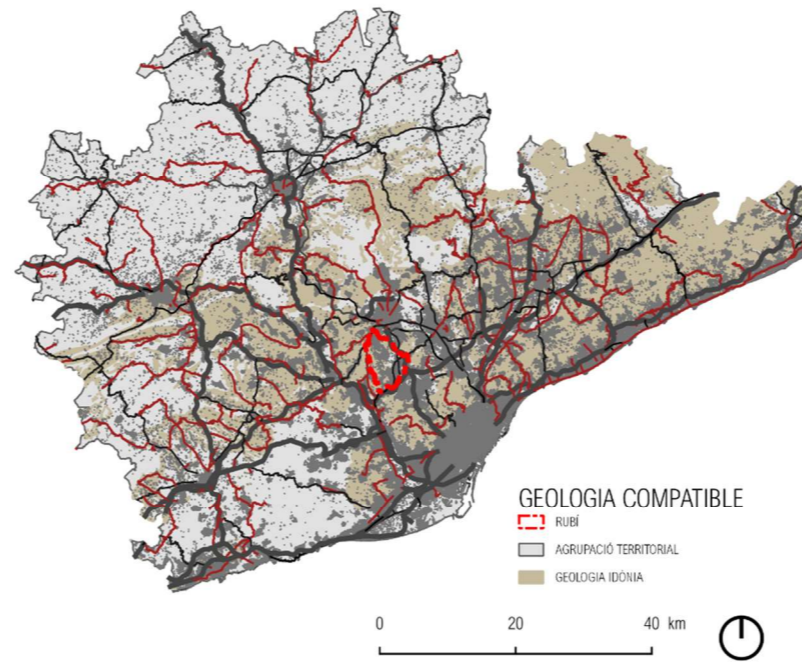 GEOLOGIA COMPATIBLE
RUBÍ
AGRUPACIÓ TERRITORIAL
GEOLOGIA IDÒNIA
0 20 40 km